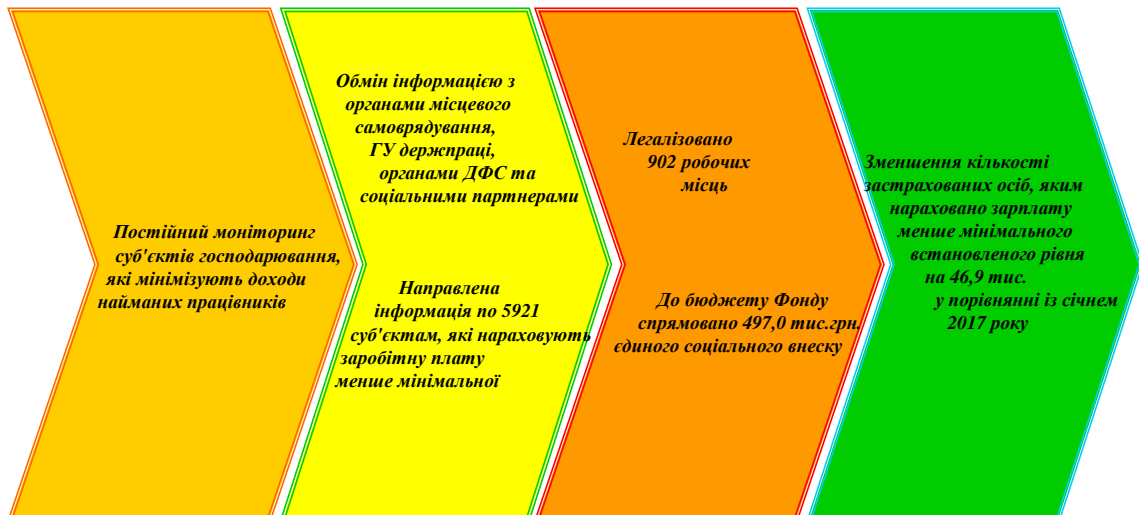 Постійний моніторинг
суб'єктів господарювання,
які мінімізують доходи
найманих працівників
Обмін інформацією з
органами місцевого
самоврядування,
ГУ держпраці,
органами ДФС та
соціальними партнерами
Направлена
інформація по 5921
суб'єктам, які нараховують
заробітну плату
менше мінімальної
Легалізовано
902 робочих
місць
До бюджету Фонду
спрямовано 497,0 тис.грн.
єдиного соціального внеску
Зменшення кількості
застрахованих осіб, яким
нараховано зарплату
менше мінімального
встановленого рівня
на 46,9 тис.
у порівнянні із січнем
2017 року